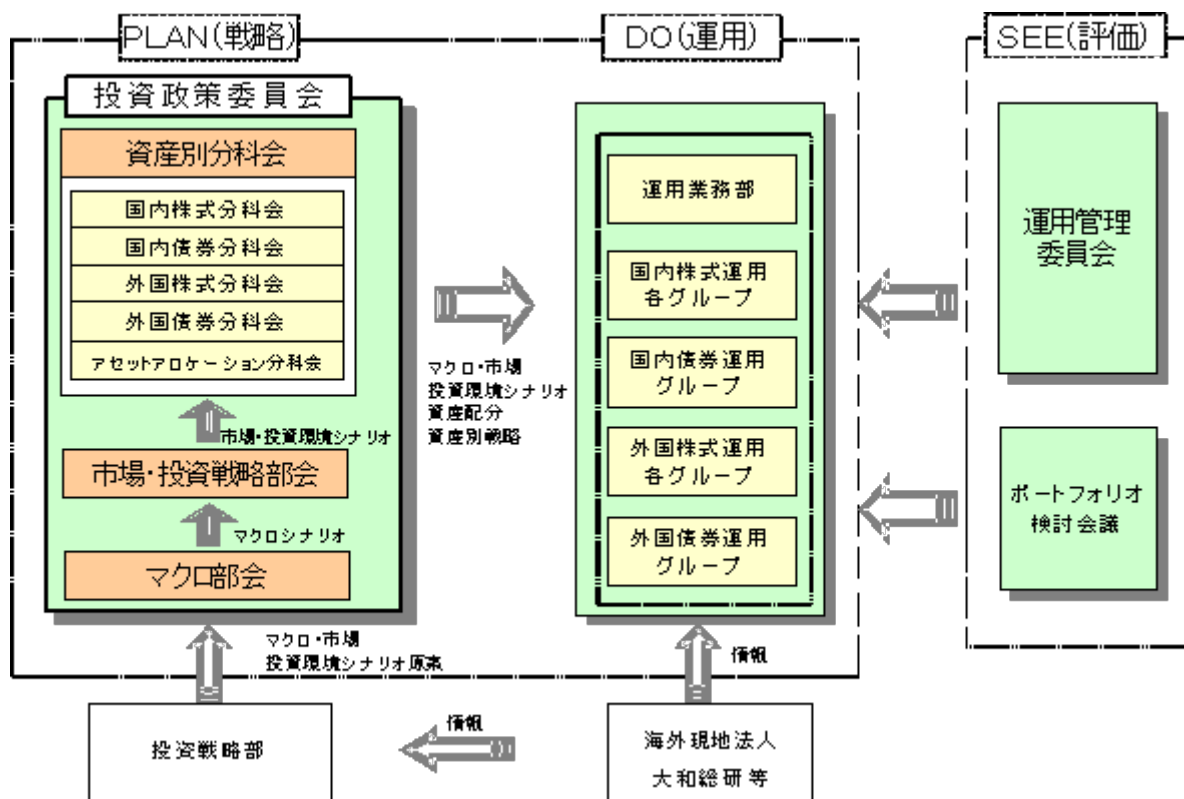 PLAN(戦略)
DO(運用)
SEE(評価)
投資政策委員会
資産別分科会
国内株式分科会
国内債券分科会
外国株式分科会
外国債券分科会
アセットアロケーション分科会
市場・投資環境シナリオ
市場・投資戦略部会
マクロシナリオ
マクロ部会
マクロ・市場
投資環境シナリオ
資産配分
資産別戦略
運用業務部
国内株式運用
各グループ
国内債券運用
グループ
外国株式運用
各グループ
外国債券運用
グループ
運用管理
委員会
ポートフォリオ
検討会議
マクロ・市場
投資環境シナリオ原案
情報
投資戦略部
情報
海外現地法人
大和総研等